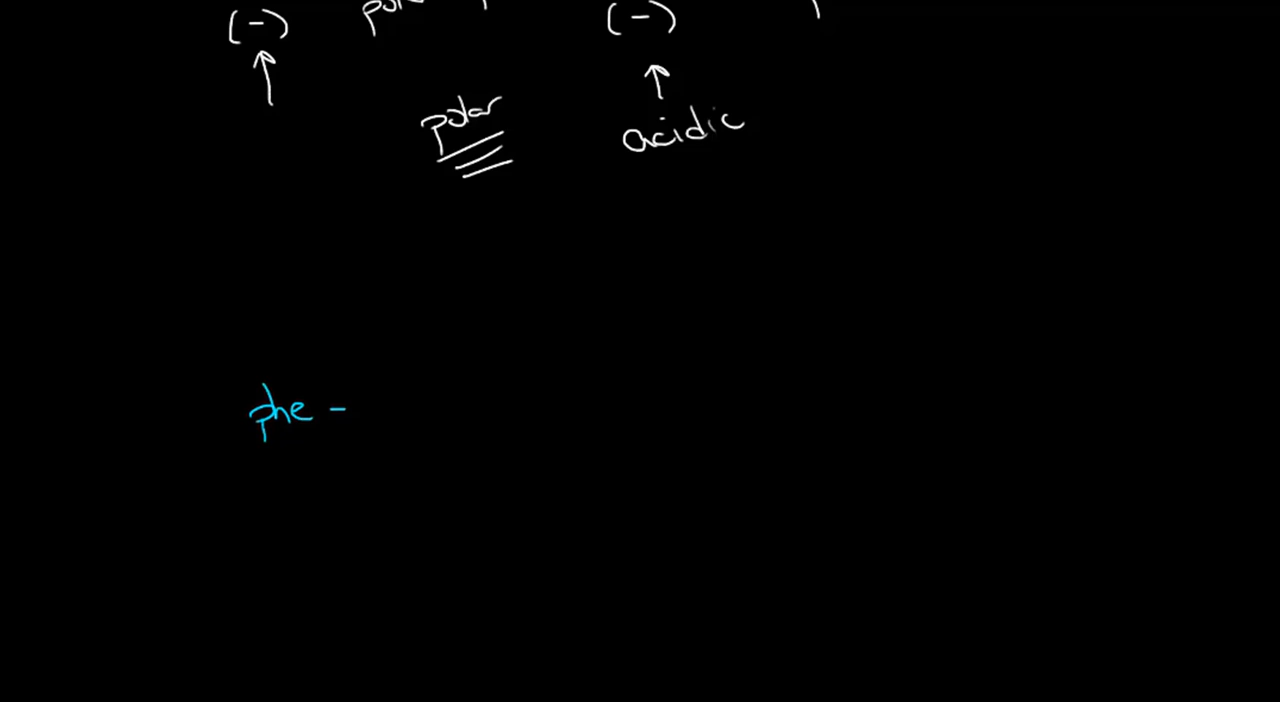 (-) (-)
polar
acidic
phe -